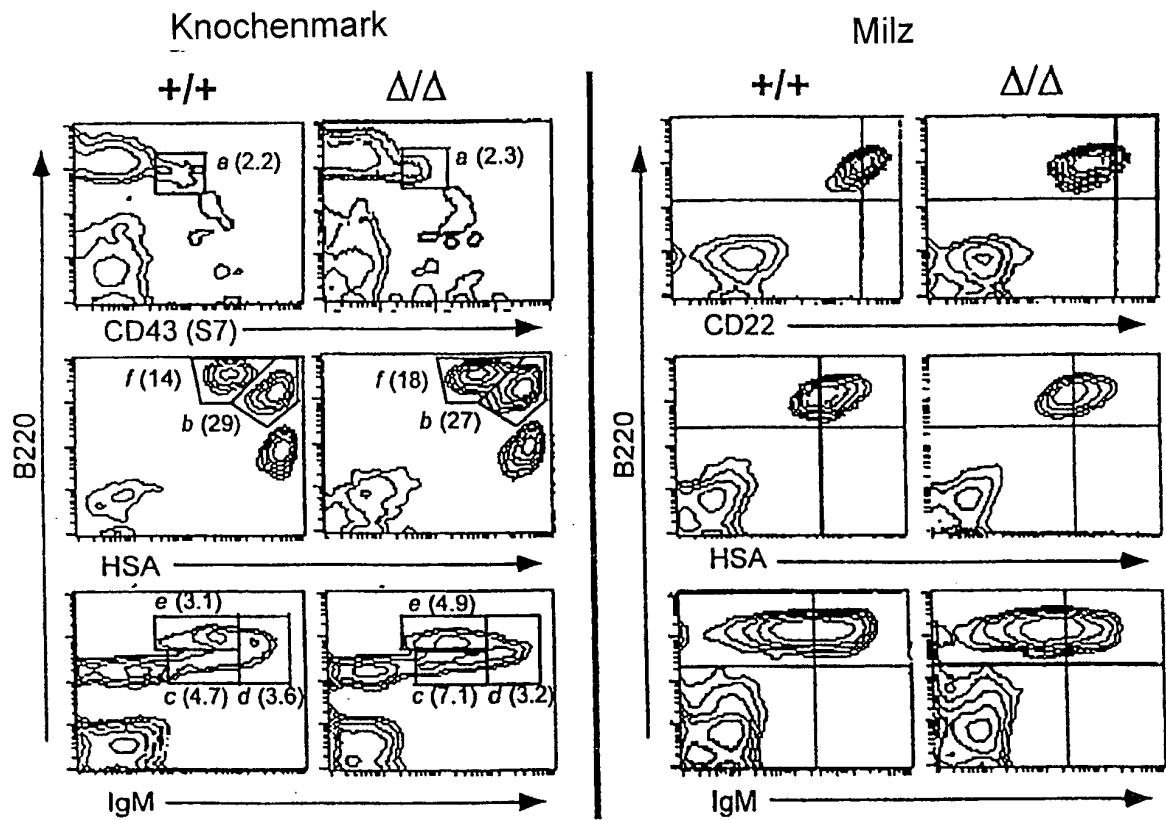 Knochenmark
+/+ Δ/Δ
a (2.2)
a (2.3)
CD43 (S7)
f (14)
b (29)
f (18)
b (27)
B220
HSA
e (3.1)
c (4.7) d (3.6)
e (4.9)
c (7.1) d (3.2)
IgM
Milz
+/+ Δ/Δ
CD22
B220
HSA
IgM